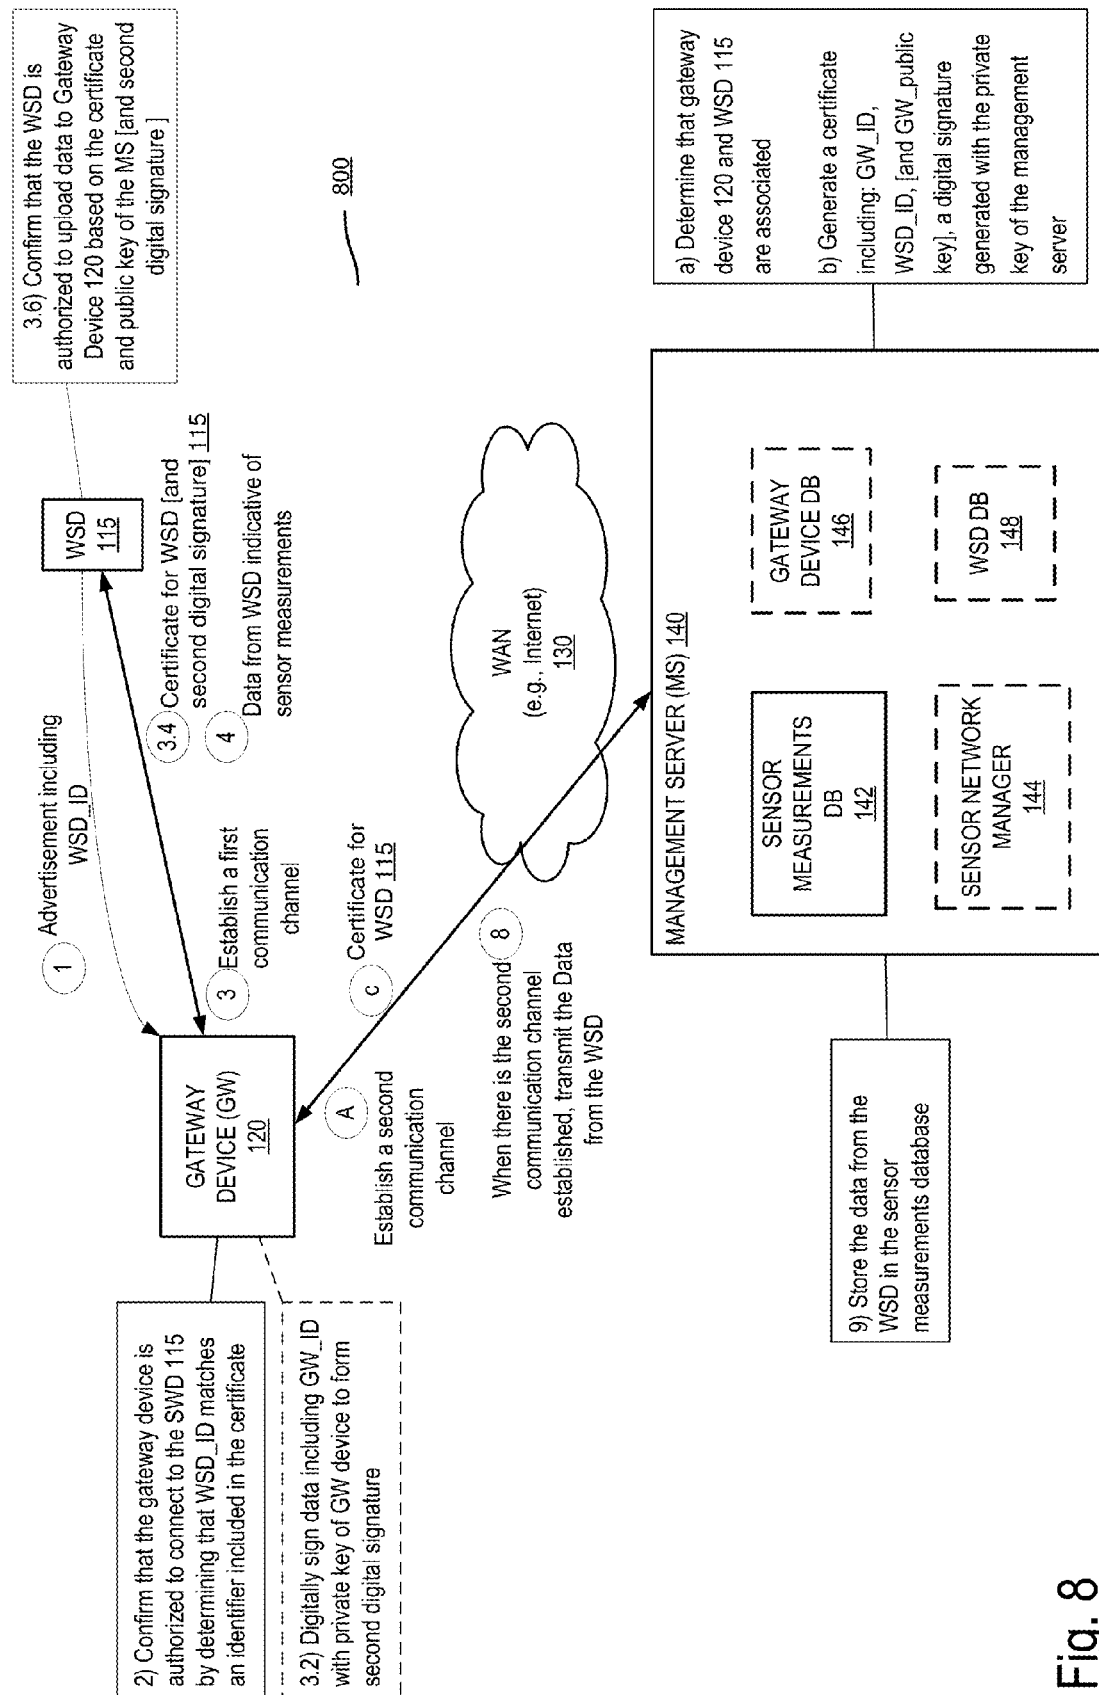 1
Advertisement including
WSD_ID
WSD
115
3.6) Confirm that the WSD is
authorized to upload data to Gateway
Device 120 based on the certificate
and public key of the MS [and second
digital signature ]
3.4
Certificate for WSD [and
second digital signature] 115
4
Data from WSD indicative of
sensor measurements
800
2) Confirm that the gateway device is
authorized to connect to the SWD 115
by determining that WSD_ID matches
an identifier included in the certificate
3.2) Digitally sign data including GW_ID
with private key of GW device to form
second digital signature
GATEWAY
DEVICE (GW)
120
3
Establish a first
communication
channel
A
Establish a second
communication
channel
c
Certificate for
WSD 115
8
When there is the second
communication channel
established, transmit the Data
from the WSD
WAN
(e.g., Internet)
130
9) Store the data from the
WSD in the sensor
measurements database
MANAGEMENT SERVER (MS) 140
SENSOR
MEASUREMENTS
DB
142
GATEWAY
DEVICE DB
146
SENSOR NETWORK
MANAGER
144
WSD DB
148
a) Determine that gateway
device 120 and WSD 115
are associated
b) Generate a certificate
including: GW_ID,
WSD_ID, [and GW_public
key], a digital signature
generated with the private
key of the management
server
Fig. 8